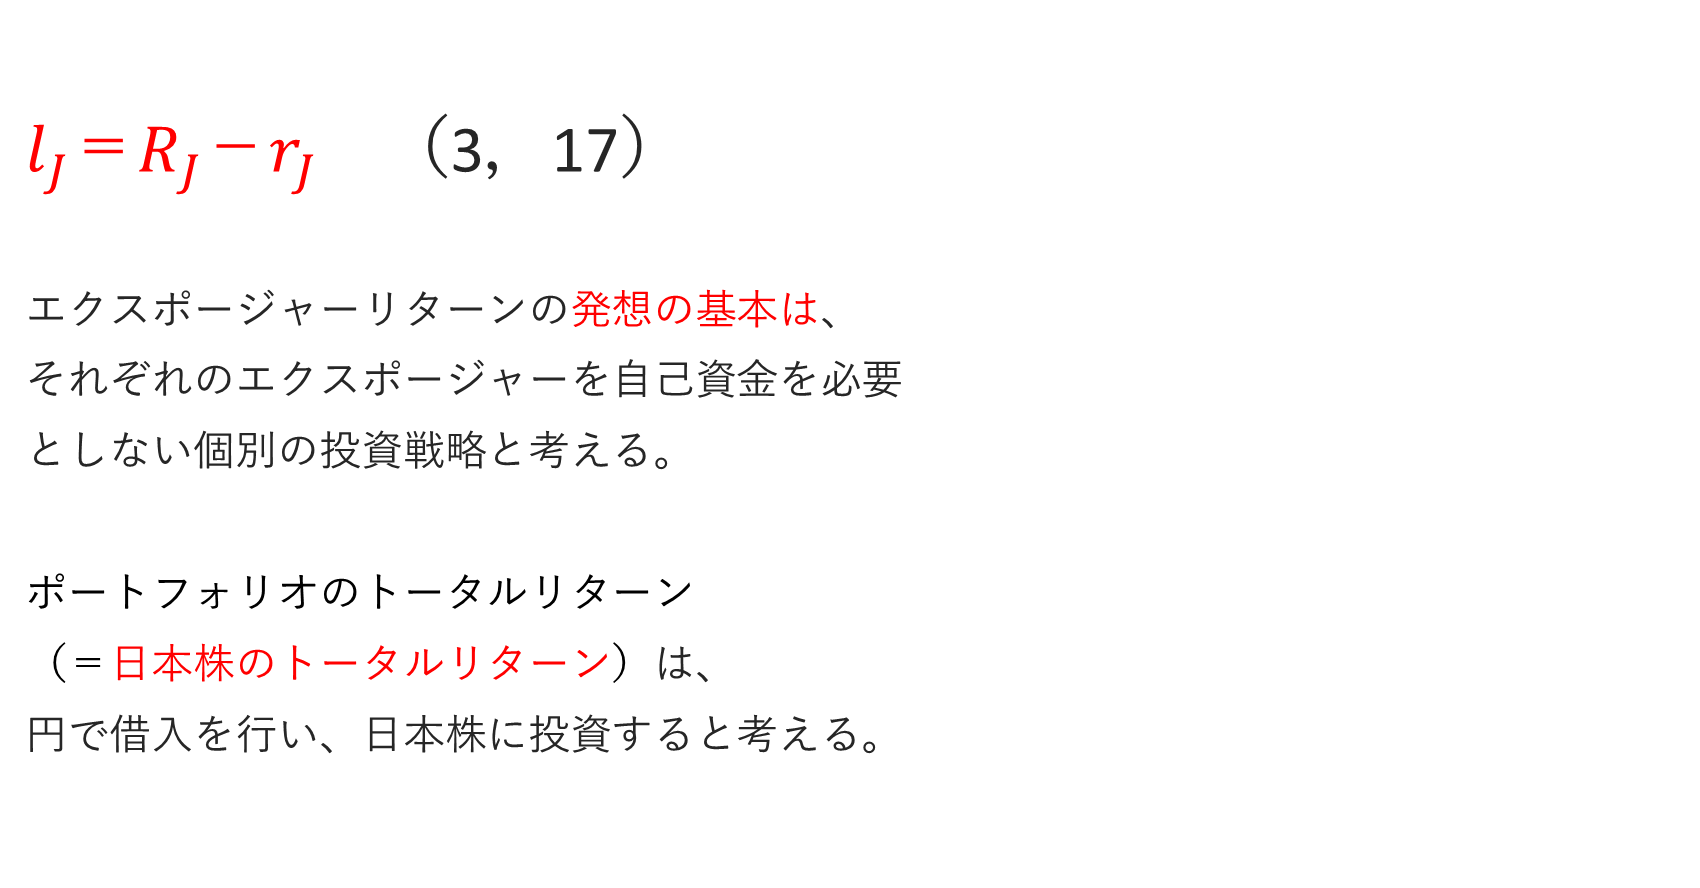 l_J＝R_J－r_J （3, 17）
エクスポージャーリターンの発想の基本は、
それぞれのエクスポージャーを自己資金を必要
としない個別の投資戦略と考える。
ポートフォリオのトータルリターン
（＝日本株のトータルリターン）は、
円で借入を行い、日本株に投資すると考える。